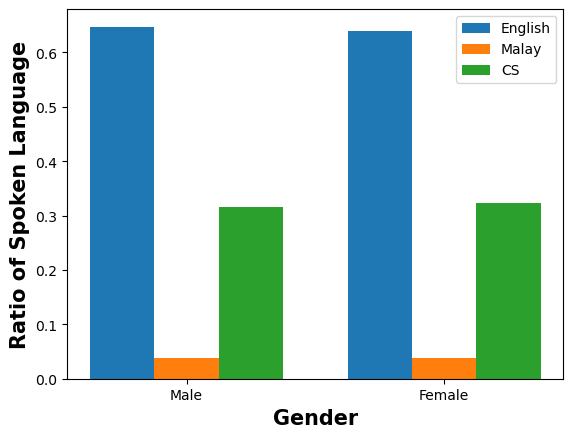 English
Malay
CS
Ratio of Spoken Language
0.6
0.5
0.4
0.3
0.2
0.1
0.0
Male
Female
Gender